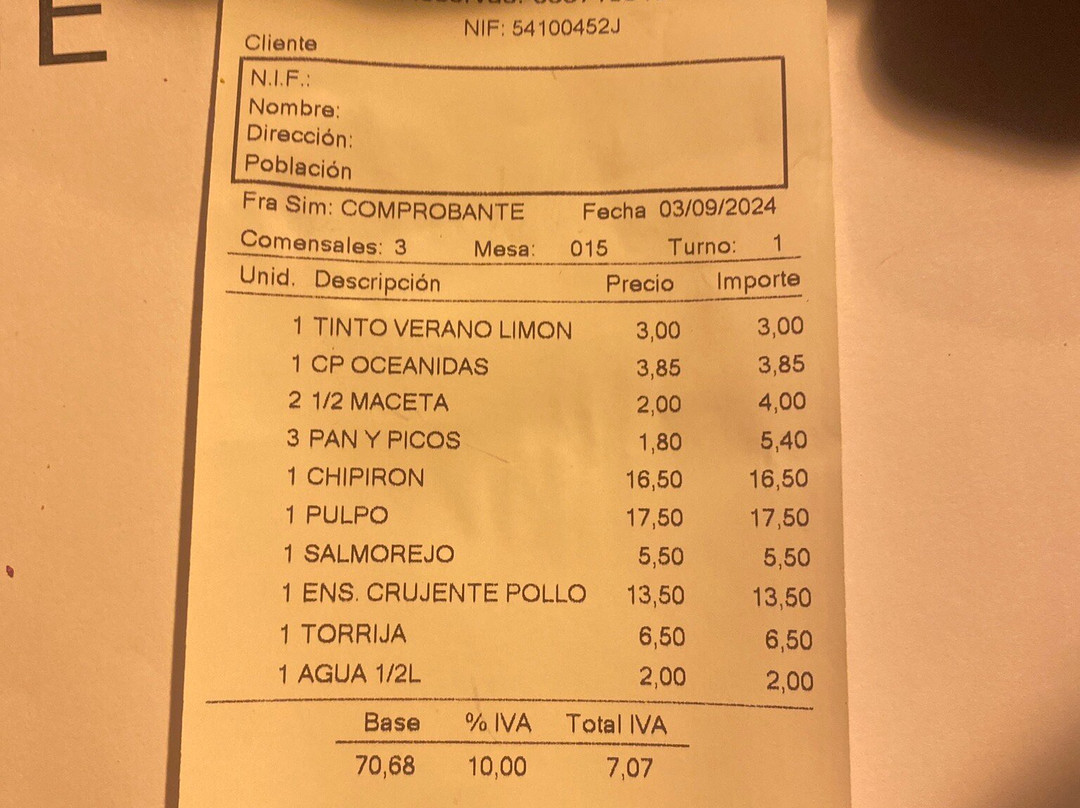 E
NIF: 54100452J
Cliente
N.I.F.:
Nombre:
Dirección:
Población
Fra Sim: COMPROBANTE Fecha 03/09/2024
Comensales: 3 Mesa: 015 Turno: 1
Unid. Descripción Precio Importe
1 TINTO VERANO LIMON 3,00 3,00
1 CP OCEANIDAS 3,85 3,85
2 1/2 MACETA 2,00 4,00
3 PAN Y PICOS 1,80 5,40
1 CHIPIRON 16,50 16,50
1 PULPO 17,50 17,50
1 SALMOREJO 5,50 5,50
1 ENS. CRUJENTE POLLO 13,50 13,50
1 TORRIJA 6,50 6,50
1 AGUA 1/2L 2,00 2,00
Base % IVA Total IVA
70,68 10,00 7,07